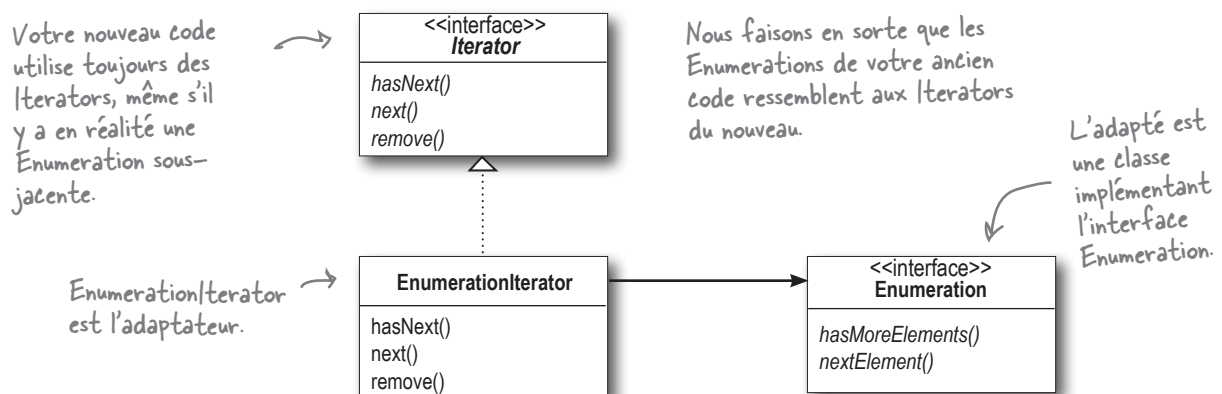 Votre nouveau code
utilise toujours des
Iterators, même s'il
y a en réalité une
Enumeration sous-
jacente.
<<interface>>
Iterator
hasNext()
next()
remove()
Nous faisons en sorte que les
Enumerations de votre ancien
code ressemblent aux Iterators
du nouveau.
L'adapté est
une classe
implémentant
l'interface
Enumeration.
EnumerationIterator
est l'adaptateur.
EnumerationIterator
hasNext()
next()
remove()
<<interface>>
Enumeration
hasMoreElements()
nextElement()